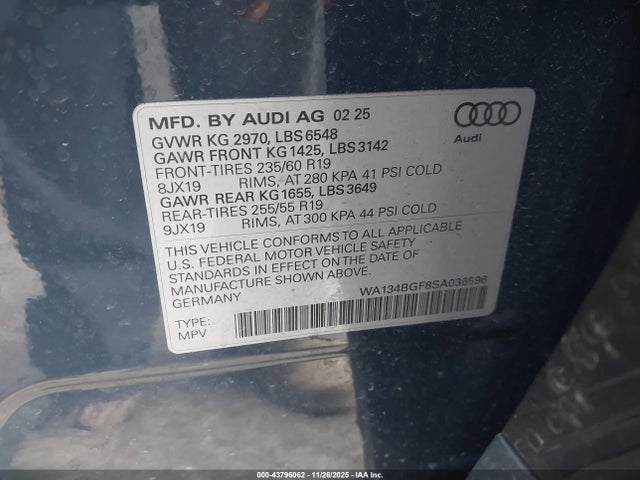 MFD. BY AUDI AG 02 25
GVWR KG 2970, LBS 6548
GAWR FRONT KG 1425, LBS 3142
FRONT-TIRES 235/60 R19
8JX19 RIMS, AT 280 KPA 41 PSI COLD
GAWR REAR KG 1655, LBS 3649
REAR-TIRES 255/55 R19
9JX19 RIMS, AT 300 KPA 44 PSI COLD
THIS VEHICLE CONFORMS TO ALL APPLICABLE
U.S. FEDERAL MOTOR VEHICLE SAFETY
STANDARDS IN EFFECT ON THE DATE OF
MANUFACTURE SHOWN ABOVE.
WA134BGF8SA036596
TYPE:
MPV
Audi
000-43796062 - 11/26/2025 - IAA Inc.